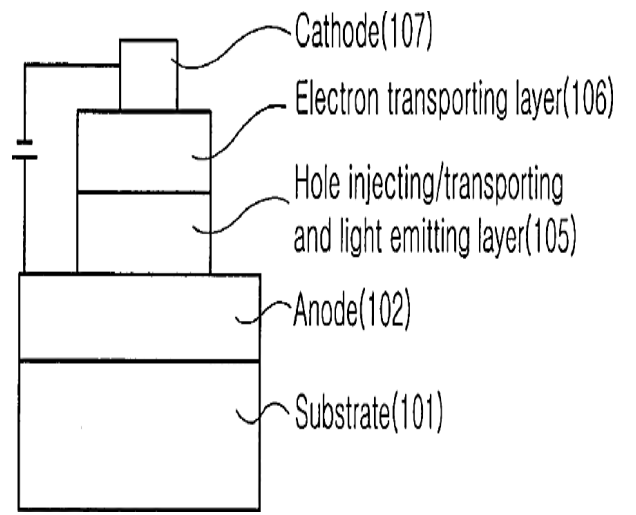 Cathode(107)
Electron transporting layer(106)
Hole injecting/transporting
and light emitting layer(105)
Anode(102)
Substrate(101)